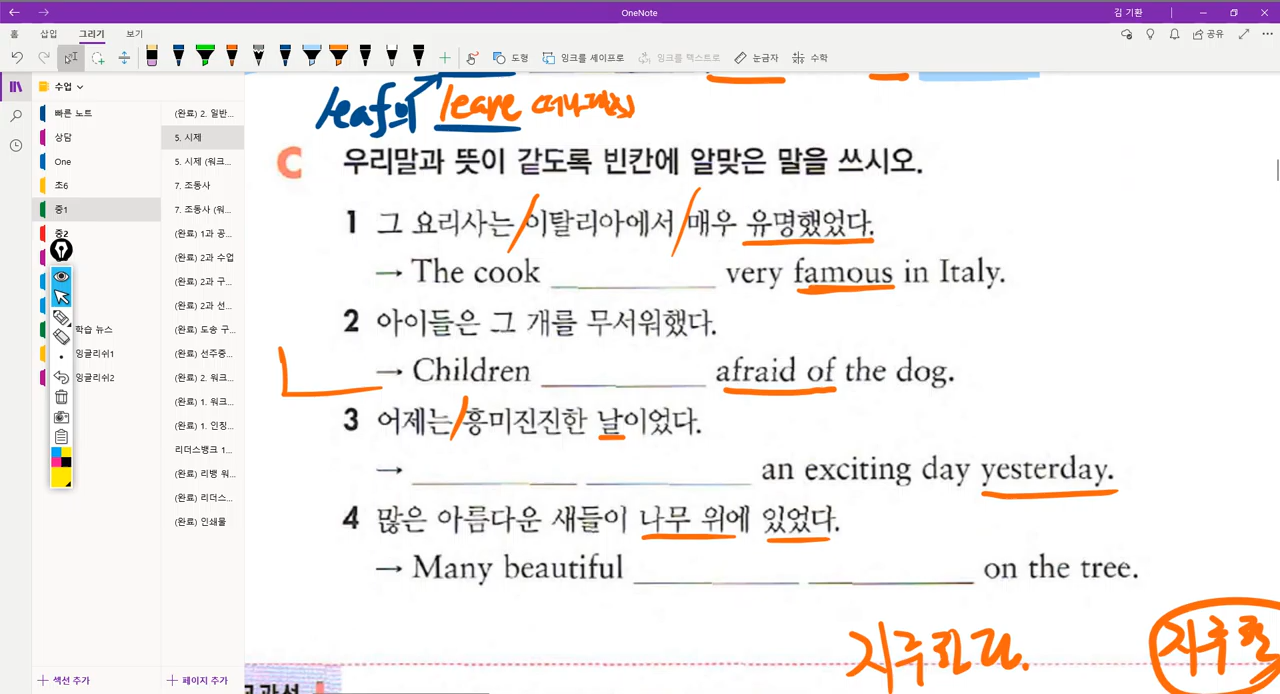 OneNote
김 기환
홈 삽입 그리기 보기
공유
도형 잉크를 셰이프로 잉크를 텍스트로 눈금자 수학
수업
빠른 노트
상담
One
초6
중1
중2
학습 뉴스
잉글리쉬1
잉글리쉬2
섹션 추가
(완료) 2. 일반...
5. 시제
5. 시제 (워크...
7. 조동사
7. 조동사 (워...
(완료) 1과 공...
(완료) 2과 수업
(완료) 2과 구...
(완료) 2과 선...
(완료) 도송 구...
(완료) 선주중...
(완료) 2. 워크...
(완료) 1. 워크...
(완료) 1. 인칭...
리더스뱅크 1...
(완료) 리뱅 워...
(완료) 리더스...
(완료) 인쇄물
페이지 추가
leaf의 leave
C 우리말과 뜻이 같도록 빈칸에 알맞은 말을 쓰시오.
1 그 요리사는 이탈리아에서 매우 유명했었다.
→ The cook ____ very famous in Italy.
2 아이들은 그 개를 무서워했다.
→ Children ____ afraid of the dog.
3 어제는 흥미진진한 날이었다.
→ ____ ____ an exciting day yesterday.
4 많은 아름다운 새들이 나무 위에 있었다.
→ Many beautiful ____ ____ on the tree.